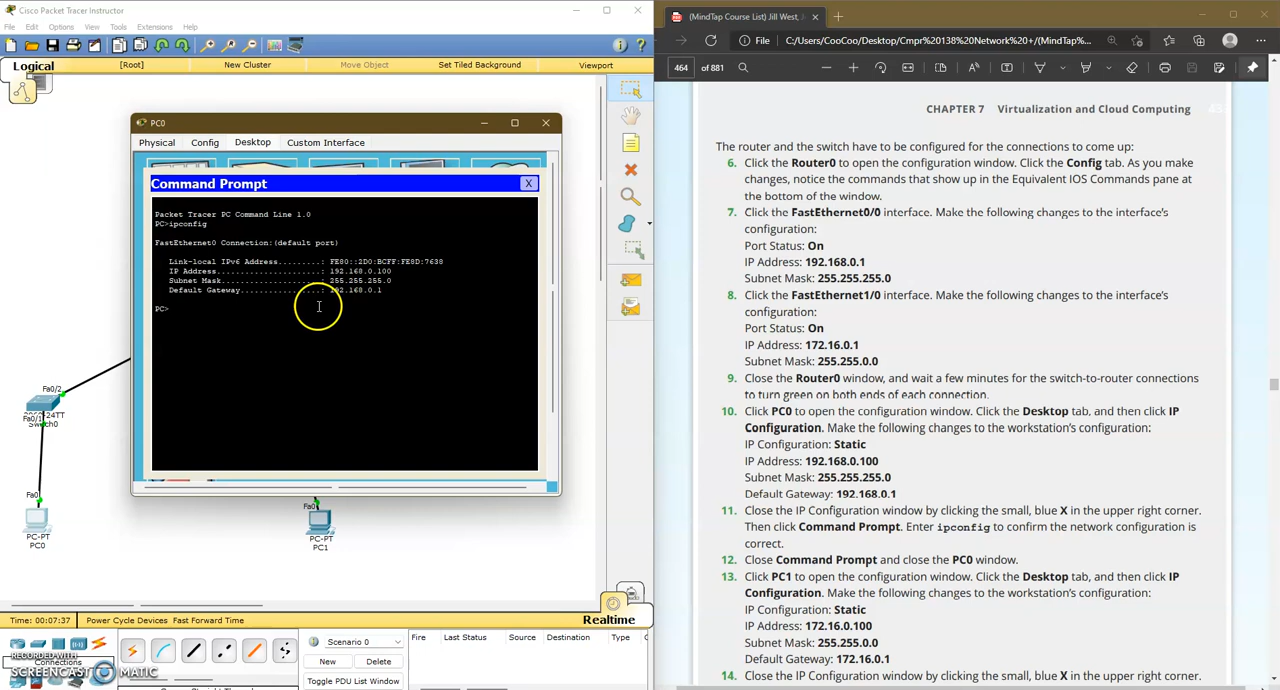 Cisco Packet Tracer Instructor
File Edit Options View Tools Extensions Help
Logical [Root] New Cluster Move Object Set Tiled Background Viewport
PC0
Physical Config Desktop Custom Interface
Command Prompt X
Packet Tracer PC Command Line 1.0
PC>ipconfig
FastEthernet0 Connection:(default port)
Link-local IPv6 Address.........: FE80::2D0:BCFF:FE8D:7638
IP Address......................: 192.168.0.100
Subnet Mask.....................: 255.255.255.0
Default Gateway.................: 192.168.0.1
PC>
Fa0/2
24TT
Fa0/1
Switch0
Fa0
PC-PT
PC0
Fa0
PC-PT
PC1
Time: 00:07:37 Power Cycle Devices Fast Forward Time Realtime
Scenario 0
New Delete
Toggle PDU List Window
Fire Last Status Source Destination Type
Connections
RECORDED WITH
SCREENCAST MATIC
(MindTap Course List) Jill West,
File C:/Users/CooCoo/Desktop/Cmpr%20138%20Network%20+/(MindTap%...
464 of 881
CHAPTER 7 Virtualization and Cloud Computing
The router and the switch have to be configured for the connections to come up:
6. Click the Router0 to open the configuration window. Click the Config tab. As you make
changes, notice the commands that show up in the Equivalent IOS Commands pane at
the bottom of the window.
7. Click the FastEthernet0/0 interface. Make the following changes to the interface's
configuration:
Port Status: On
IP Address: 192.168.0.1
Subnet Mask: 255.255.255.0
8. Click the FastEthernet1/0 interface. Make the following changes to the interface's
configuration:
Port Status: On
IP Address: 172.16.0.1
Subnet Mask: 255.255.0.0
9. Close the Router0 window, and wait a few minutes for the switch-to-router connections
to turn green on both ends of each connection.
10. Click PC0 to open the configuration window. Click the Desktop tab, and then click IP
Configuration. Make the following changes to the workstation's configuration:
IP Configuration: Static
IP Address: 192.168.0.100
Subnet Mask: 255.255.255.0
Default Gateway: 192.168.0.1
11. Close the IP Configuration window by clicking the small, blue X in the upper right corner.
Then click Command Prompt. Enter ipconfig to confirm the network configuration is
correct.
12. Close Command Prompt and close the PC0 window.
13. Click PC1 to open the configuration window. Click the Desktop tab, and then click IP
Configuration. Make the following changes to the workstation's configuration:
IP Configuration: Static
IP Address: 172.16.0.100
Subnet Mask: 255.255.0.0
Default Gateway: 172.16.0.1
14. Close the IP Configuration window by clicking the small, blue X in the upper right corner.